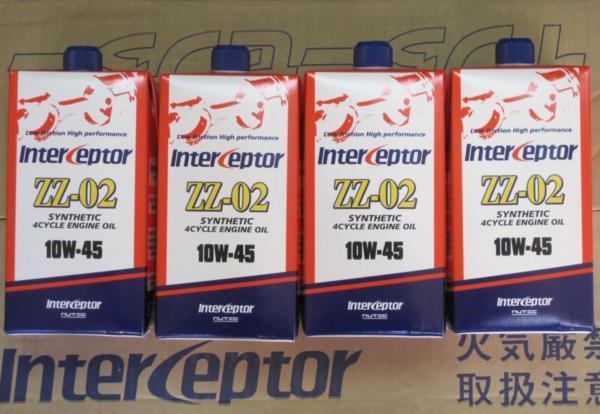 Low friction High performance
Interceptor
ZZ-02
SYNTHETIC
4CYCLE ENGINE OIL
10W-45
Interceptor
NUTEC
Low friction High performance
Interceptor
ZZ-02
SYNTHETIC
4CYCLE ENGINE OIL
10W-45
Interceptor
NUTEC
Low friction High performance
Interceptor
ZZ-02
SYNTHETIC
4CYCLE ENGINE OIL
10W-45
Interceptor
NUTEC
Low friction High performance
Interceptor
ZZ-02
SYNTHETIC
4CYCLE ENGINE OIL
10W-45
Interceptor
NUTEC
Interceptor
火気厳禁
取扱注意